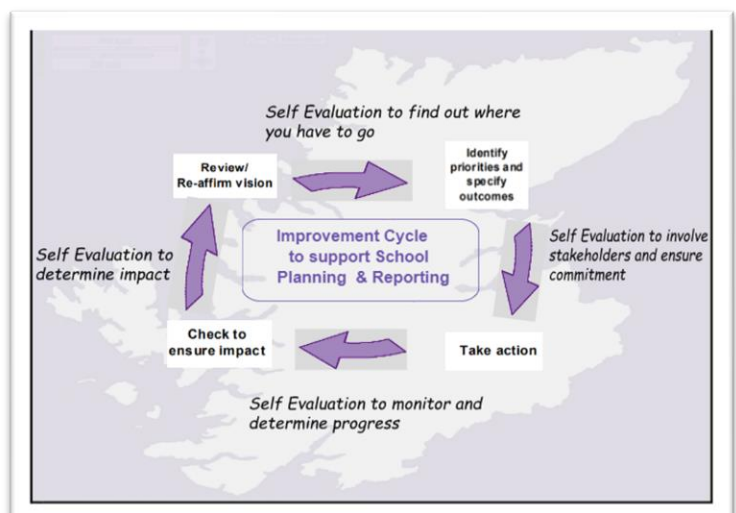 Self Evaluation to find out where
you have to go
Review/
Re-affirm vision
Identify
priorities and
specify
outcomes
Improvement Cycle
to support School
Planning & Reporting
Self Evaluation to involve
stakeholders and ensure
commitment
Self Evaluation to
determine impact
Check to
ensure impact
Take action
Self Evaluation to monitor and
determine progress